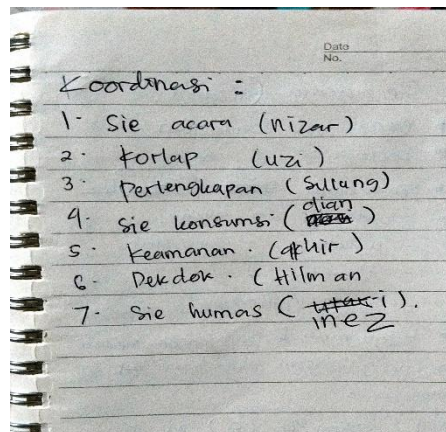 Date
No.
Koordinasi :
1- Sie acara (nizar)
2- Korlap (uzi)
3- Perlengkapan (Sulung)
4- Sie konsumsi (dian)
5. Keamanan. (akhir)
6- Dekdok. (Hilman
7- Sie humas (inez).